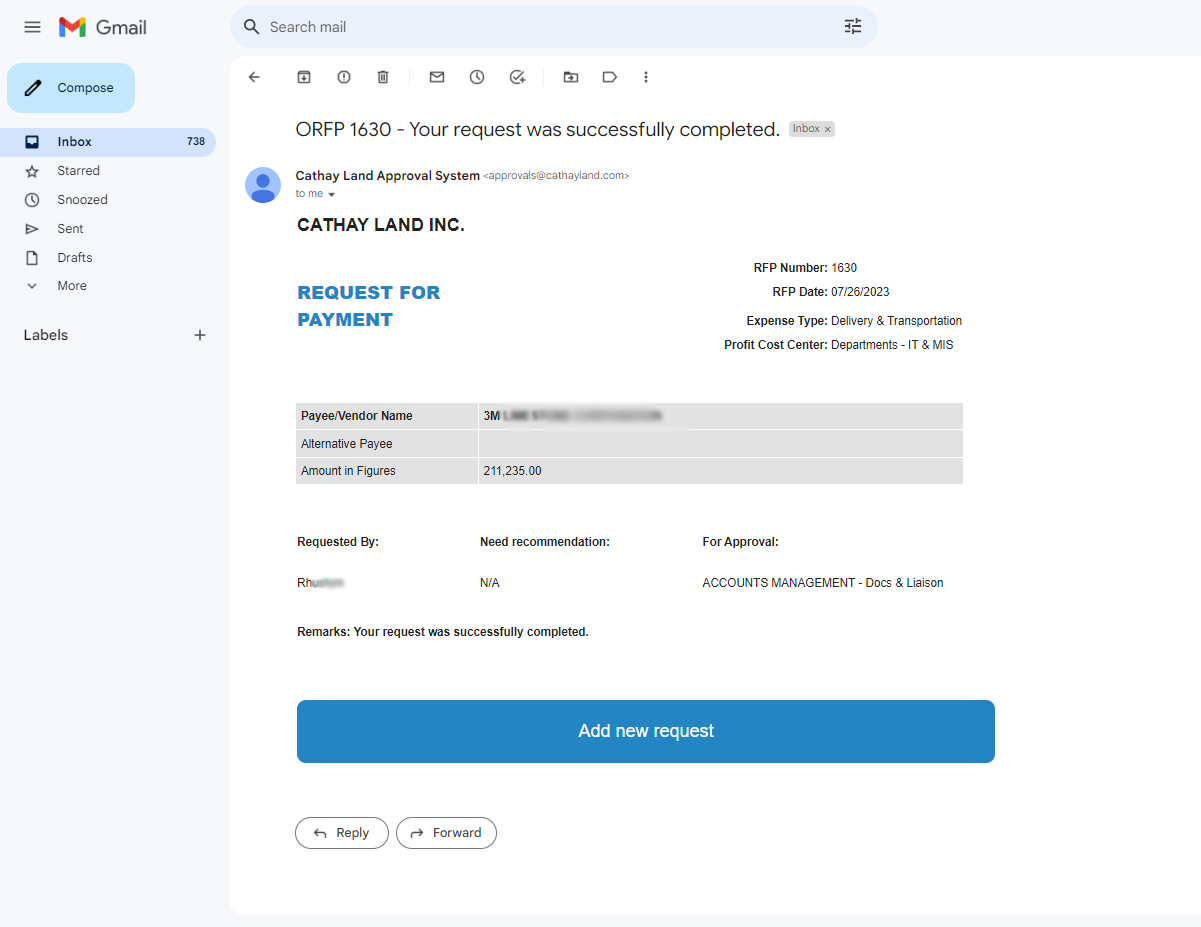 Gmail
Search mail
Compose
Inbox 738
Starred
Snoozed
Sent
Drafts
More
Labels
ORFP 1630 - Your request was successfully completed. Inbox ×
Cathay Land Approval System <approvals@cathayland.com>
to me
CATHAY LAND INC.
REQUEST FOR
PAYMENT
RFP Number: 1630
RFP Date: 07/26/2023
Expense Type: Delivery & Transportation
Profit Cost Center: Departments - IT & MIS
Payee/Vendor Name 3M
Alternative Payee
Amount in Figures 211,235.00
Requested By: Need recommendation: For Approval:
N/A ACCOUNTS MANAGEMENT - Docs & Liaison
Remarks: Your request was successfully completed.
Add new request
Reply Forward